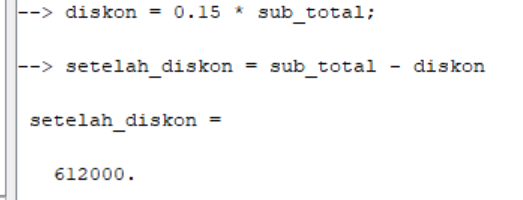 --> diskon = 0.15 * sub_total;
--> setelah_diskon = sub_total - diskon
setelah_diskon =
612000.